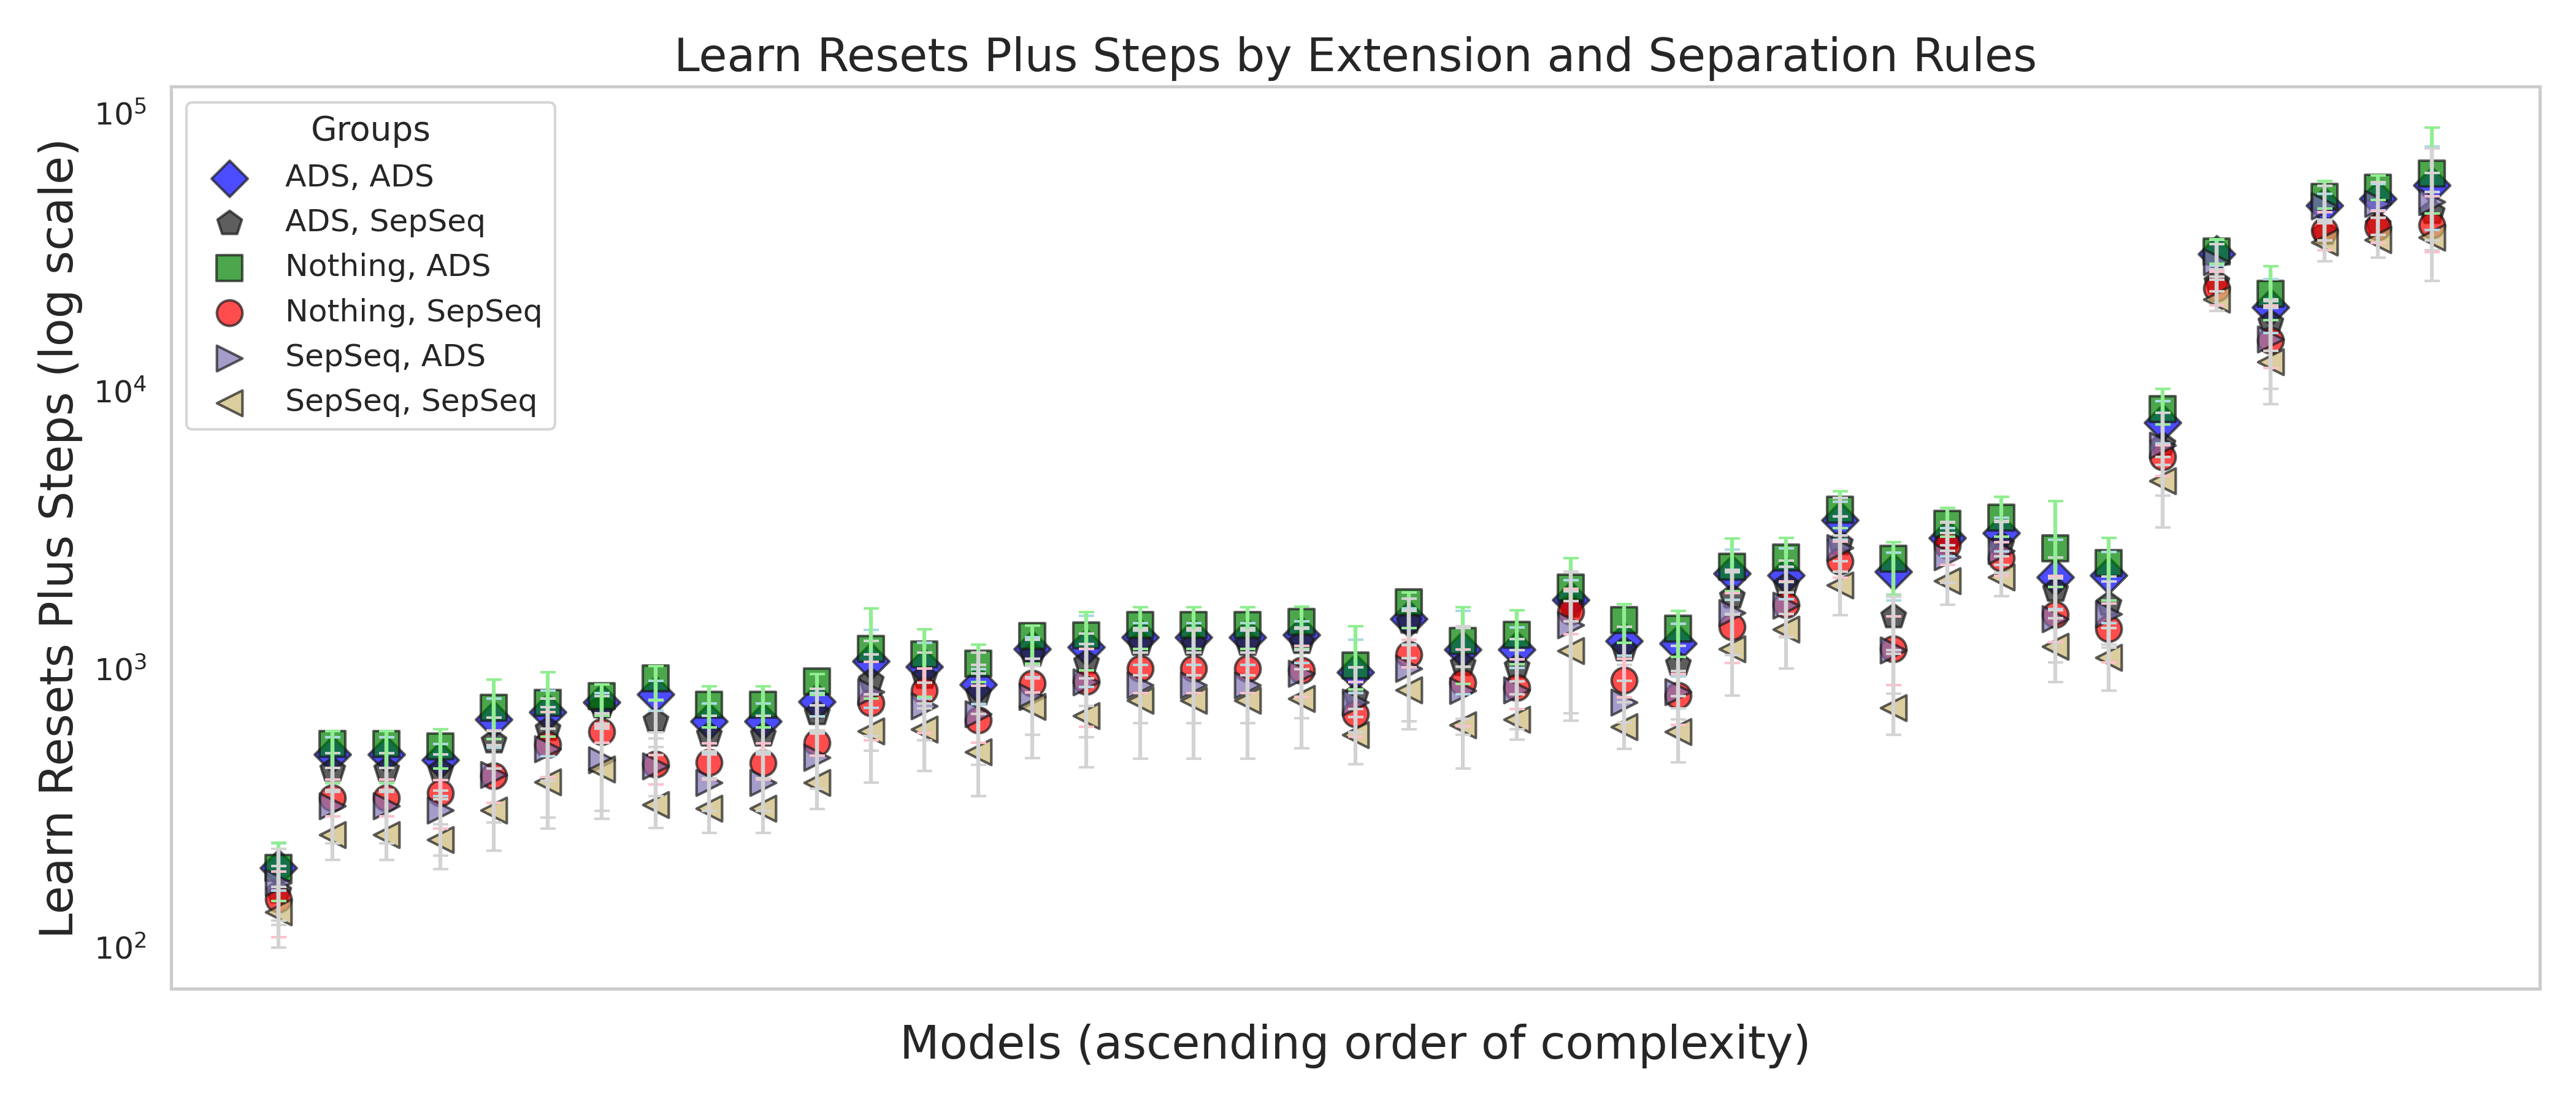 Learn Resets Plus Steps by Extension and Separation Rules
Learn Resets Plus Steps (log scale)
10⁵
10⁴
10³
10²
Groups
ADS, ADS
ADS, SepSeq
Nothing, ADS
Nothing, SepSeq
SepSeq, ADS
SepSeq, SepSeq
Models (ascending order of complexity)